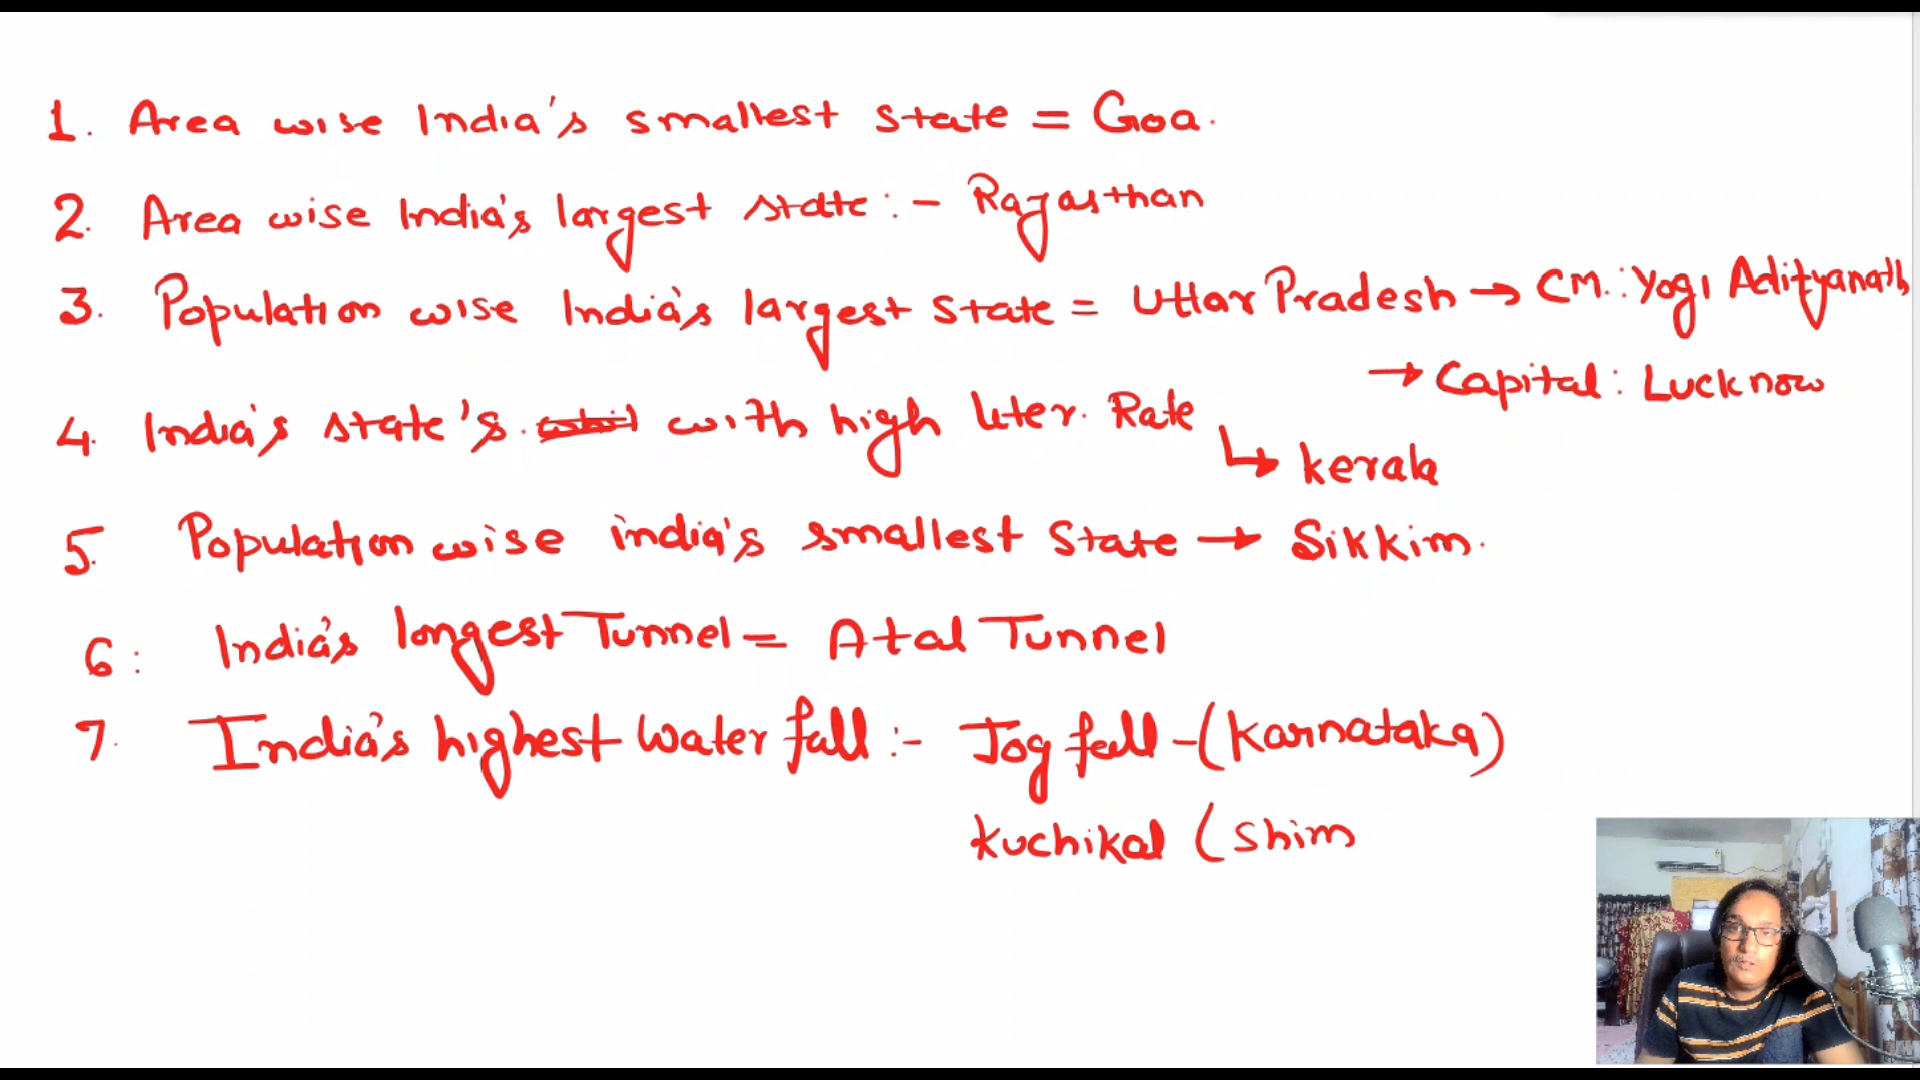 1. Area wise India's smallest state = Goa.
2. Area wise India's largest state :- Rajasthan
3. Population wise India's largest state = Uttar Pradesh → CM.: Yogi Adityanath
→ Capital: Lucknow
4. India's state's. with high liter. Rate
↳ Kerala
5. Population wise india's smallest State → Sikkim.
6: India's longest Tunnel = Atal Tunnel
7. India's highest Water fall :- Jog fall -(Karnataka)
Kuchikal (Shim